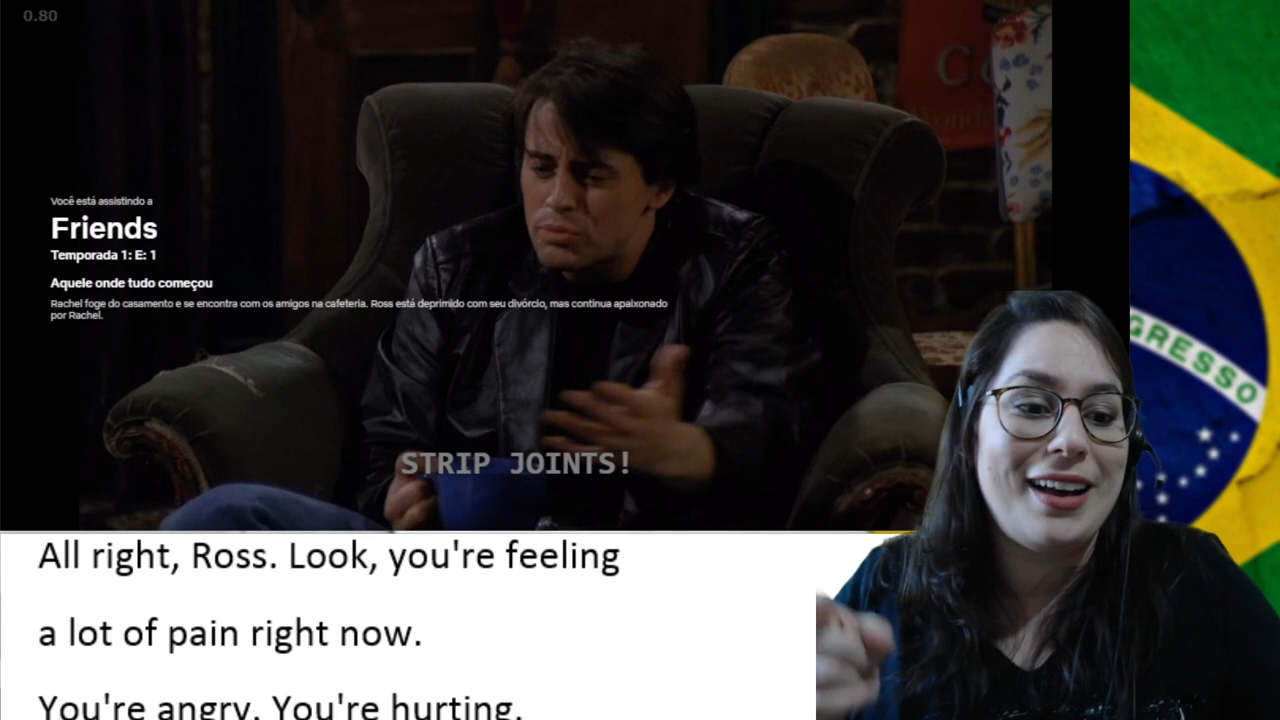 0.80
C
Você está assistindo a
Friends
Temporada 1: E: 1
Aquele onde tudo começou
Rachel foge do casamento e se encontra com os amigos na cafeteria. Ross está deprimido com seu divórcio, mas continua apaixonado
por Rachel.
GRESSO
STRIP JOINTS!
All right, Ross. Look, you're feeling
a lot of pain right now.
You're angry. You're hurting.